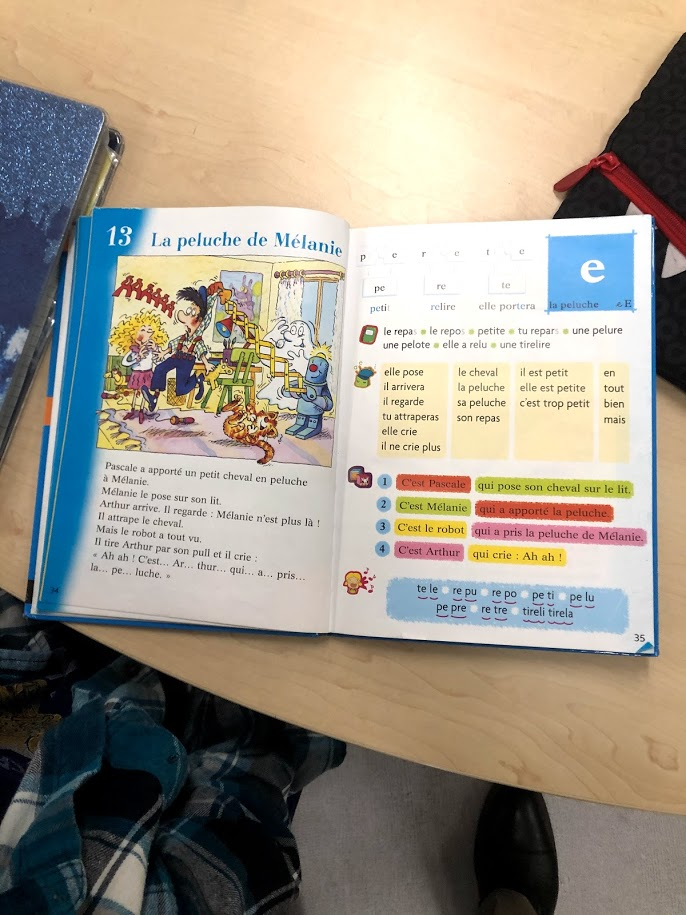 13 La peluche de Mélanie
Pascale a apporté un petit cheval en peluche
à Mélanie.
Mélanie le pose sur son lit.
Arthur arrive. Il regarde : Mélanie n'est plus là !
Il attrape le cheval.
Mais le robot a tout vu.
Il tire Arthur par son pull et il crie :
« Ah ah ! C'est... Ar... thur... qui... a... pris...
la... pe... luche. »
34
p e r e t e
pe re te
petit relire elle portera
e
la peluche e E
le repas le repos petite tu repars une pelure
une pelote elle a relu une tirelire
elle pose
il arrivera
il regarde
tu attraperas
elle crie
il ne crie plus
le cheval
la peluche
sa peluche
son repas
il est petit
elle est petite
c'est trop petit
en
tout
bien
mais
1 C'est Pascale qui pose son cheval sur le lit.
2 C'est Mélanie qui a apporté la peluche.
3 C'est le robot qui a pris la peluche de Mélanie.
4 C'est Arthur qui crie : Ah ah !
te le re pu re po pe ti pe lu
pe pre re tre tireli tirela
35